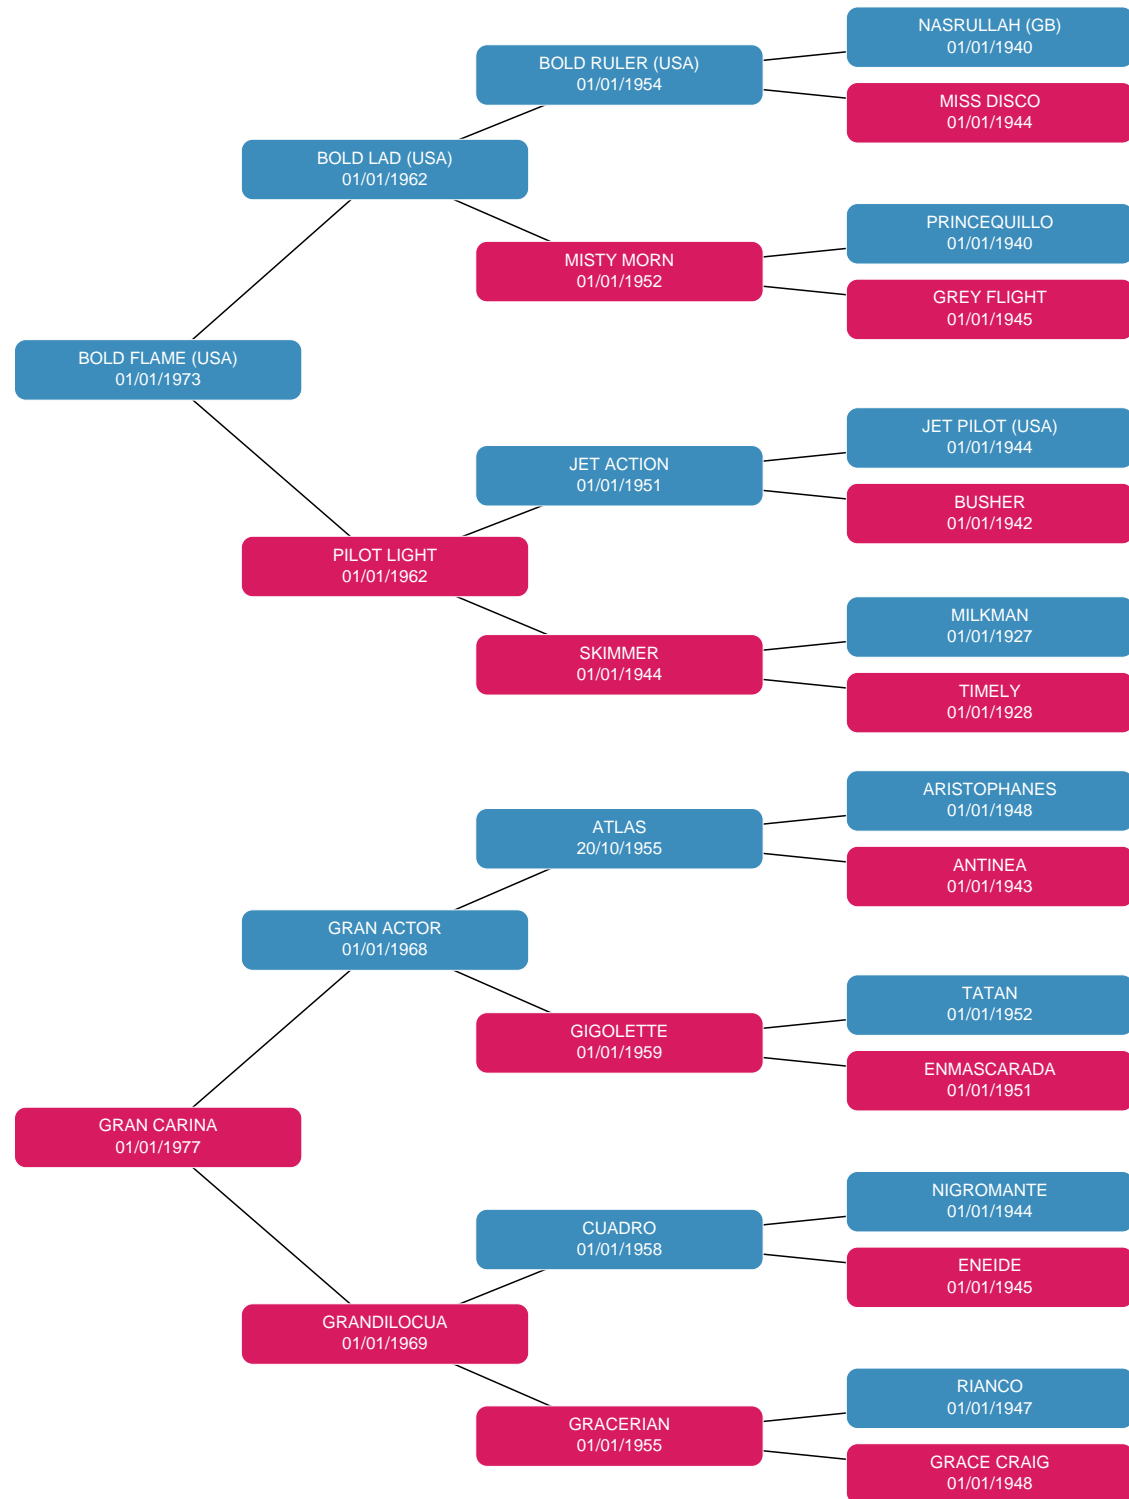 NASRULLAH (GB)
01/01/1940
BOLD RULER (USA)
01/01/1954
MISS DISCO
01/01/1944
BOLD LAD (USA)
01/01/1962
PRINCEQUILLO
01/01/1940
MISTY MORN
01/01/1952
GREY FLIGHT
01/01/1945
BOLD FLAME (USA)
01/01/1973
JET PILOT (USA)
01/01/1944
JET ACTION
01/01/1951
BUSHER
01/01/1942
PILOT LIGHT
01/01/1962
MILKMAN
01/01/1927
SKIMMER
01/01/1944
TIMELY
01/01/1928
ARISTOPHANES
01/01/1948
ATLAS
20/10/1955
ANTINEA
01/01/1943
GRAN ACTOR
01/01/1968
TATAN
01/01/1952
GIGOLETTE
01/01/1959
ENMASCARADA
01/01/1951
GRAN CARINA
01/01/1977
NIGROMANTE
01/01/1944
CUADRO
01/01/1958
ENEIDE
01/01/1945
GRANDILOCUA
01/01/1969
RIANCO
01/01/1947
GRACERIAN
01/01/1955
GRACE CRAIG
01/01/1948